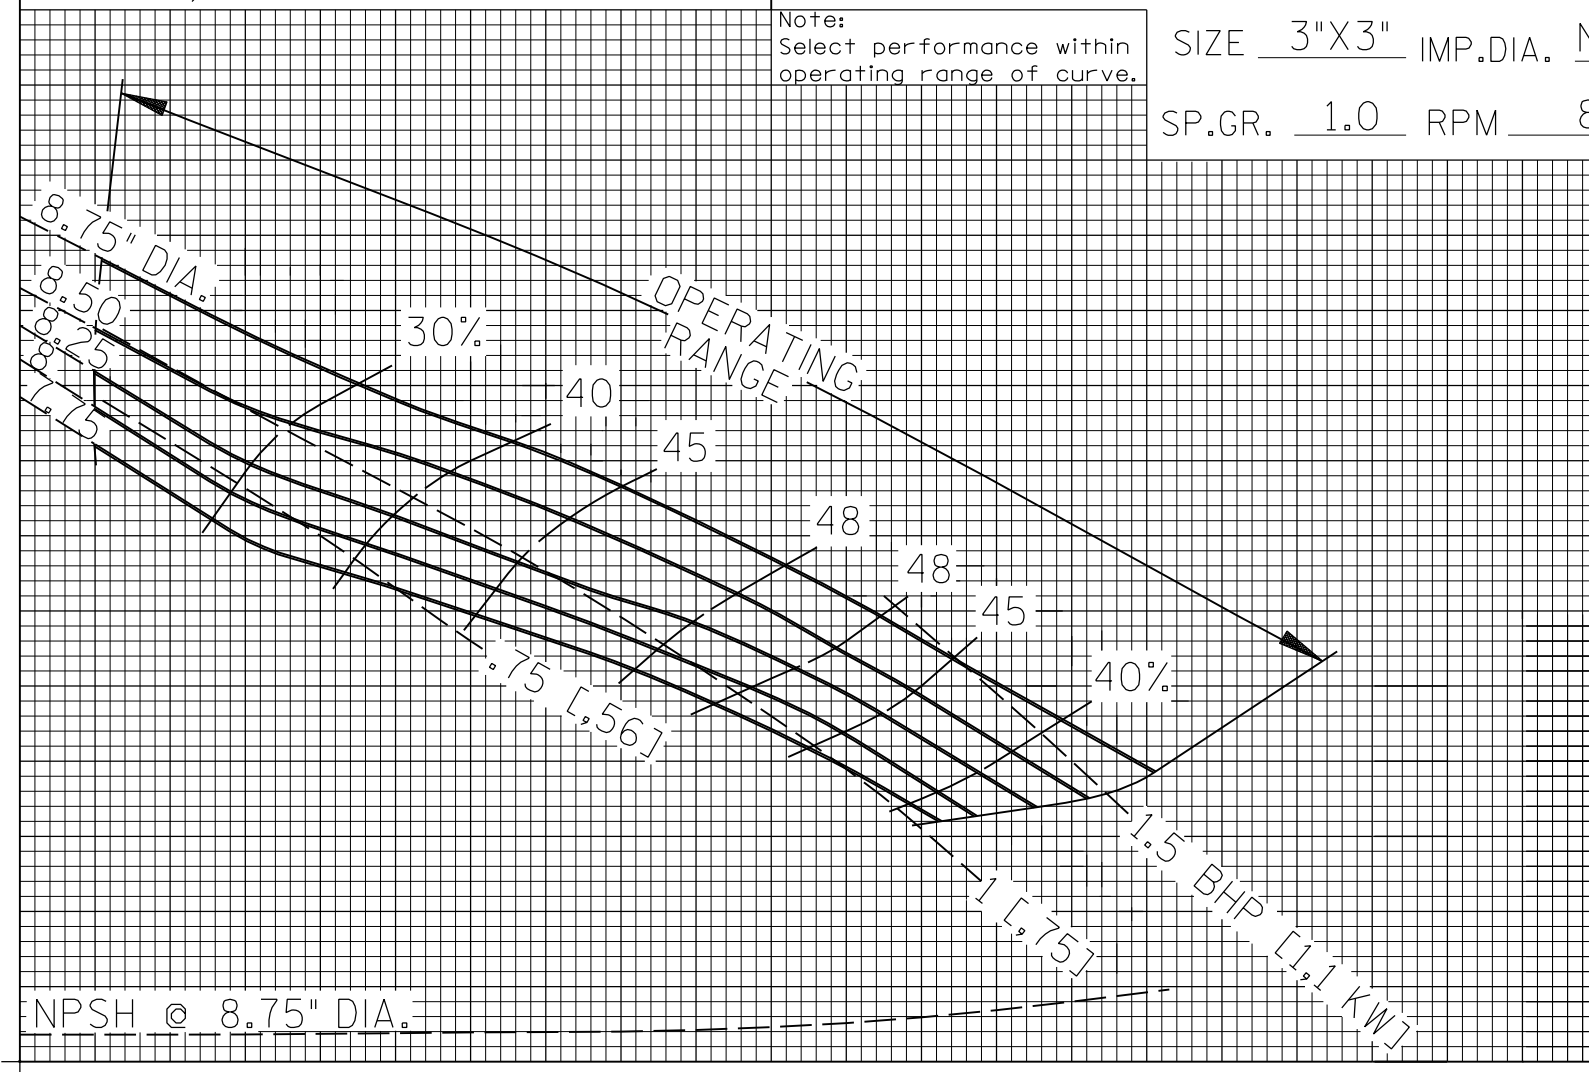 Note:
Select performance within
operating range of curve.
SIZE 3"X3" IMP.DIA.
SP.GR. 1.0 RPM
8.75" DIA.
8.50
8.25
8
7.75
30%
40
45
48
48
45
40%
OPERATING
RANGE
.75 [,56]
1 [,75]
1.5 BHP [1,1 KW]
NPSH @ 8.75" DIA.